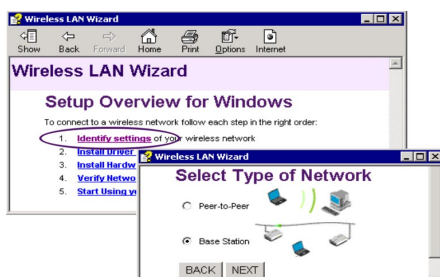 Wireless LAN Wizard
Show Back Forward Home Print Options Internet
Wireless LAN Wizard
Setup Overview for Windows
To connect to a wireless network follow each step in the right order:
1. Identify settings of your wireless network
2. Install Driver
3. Install Hardw
4. Verify Netwo
5. Start Using yo
Wireless LAN Wizard
Select Type of Network
Peer-to-Peer
Base Station
BACK NEXT